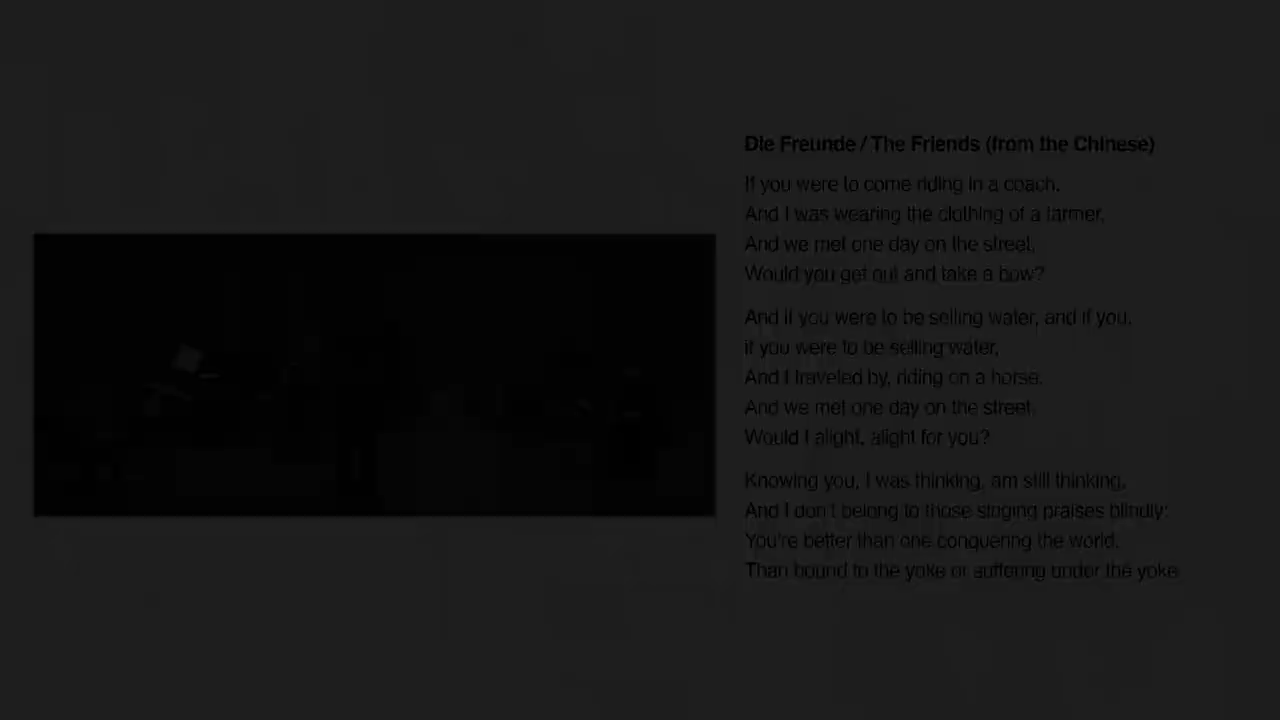 Die Freunde / The Friends (from the Chinese)
If you were to come riding in a coach,
And I was wearing the clothing of a farmer,
And we met one day on the street,
Would you get out and take a bow?
And if you were to be selling water, and if you,
if you were to be selling water,
And I traveled by, riding on a horse.
And we met one day on the street,
Would I alight, alight for you?
Knowing you, I was thinking, am still thinking,
And I don't belong to those singing praises blindly:
You're better than one conquering the world,
Than bound to the yoke or suffering under the yoke